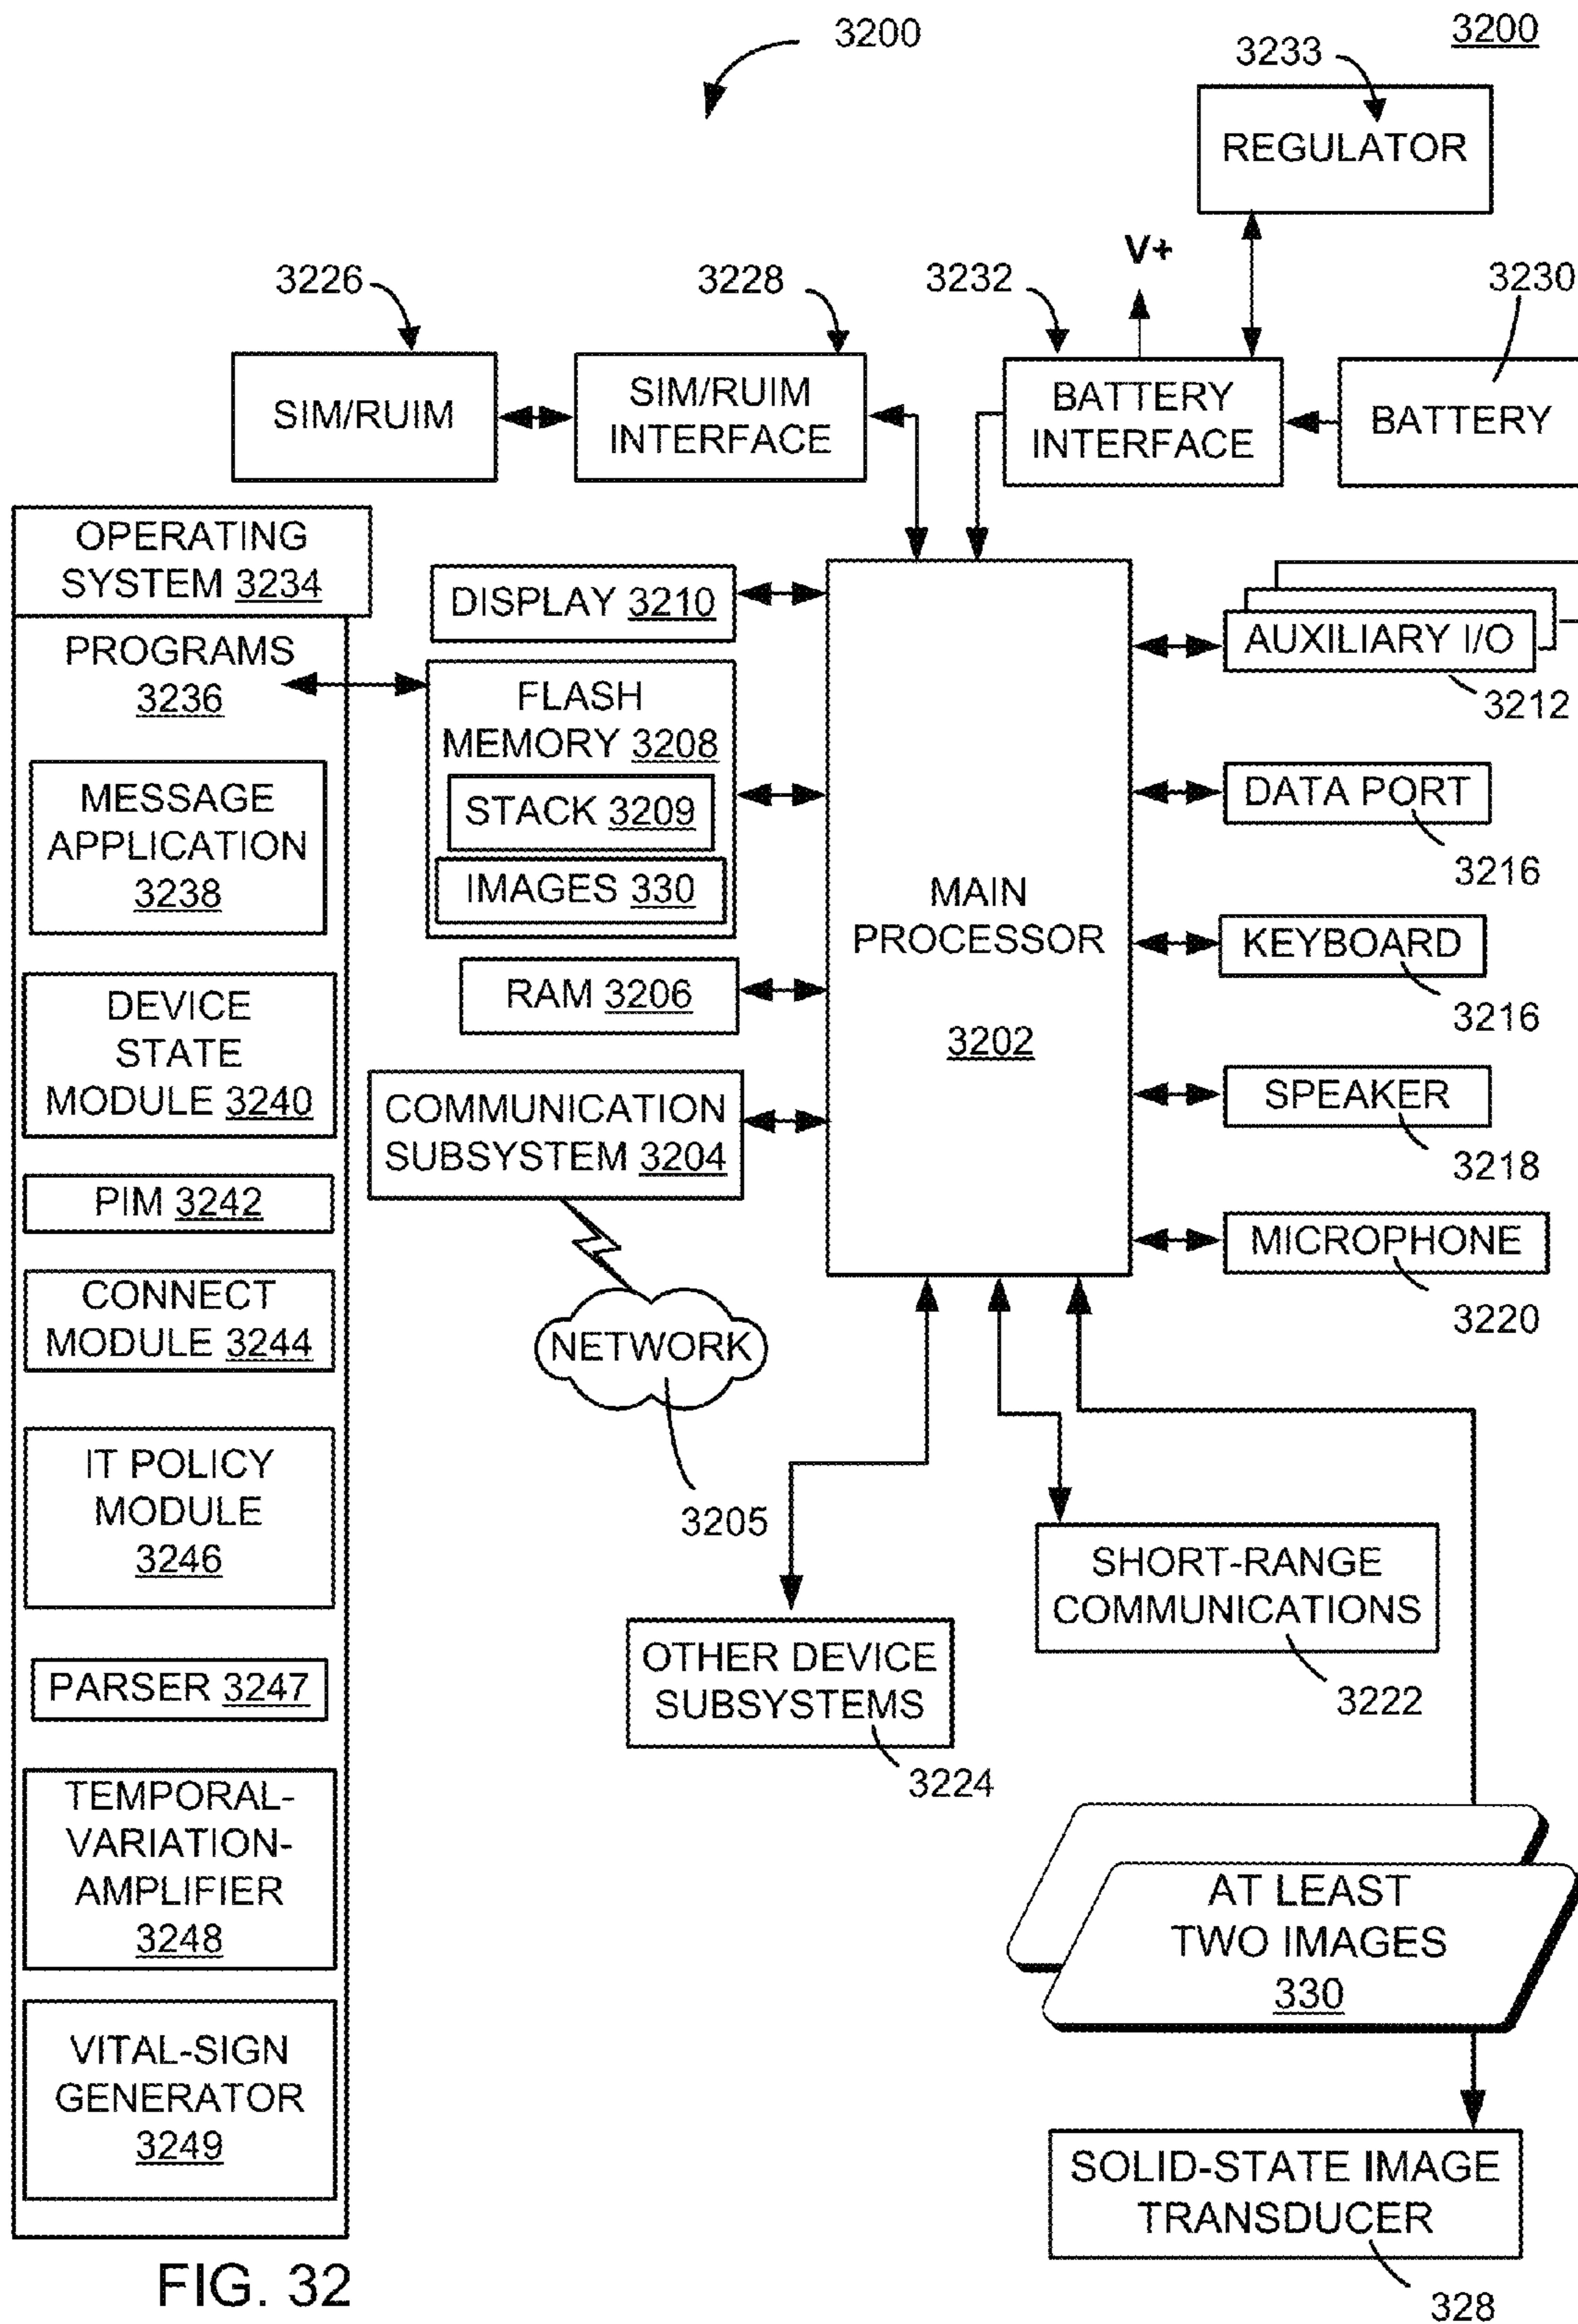 3200
3200
3233
REGULATOR
V+
3226
3228
3232
3230
SIM/RUIM
SIM/RUIM
INTERFACE
BATTERY
INTERFACE
BATTERY
OPERATING
SYSTEM 3234
PROGRAMS
3236
MESSAGE
APPLICATION
3238
DEVICE
STATE
MODULE 3240
PIM 3242
CONNECT
MODULE 3244
IT POLICY
MODULE
3246
PARSER 3247
TEMPORAL-
VARIATION-
AMPLIFIER
3248
VITAL-SIGN
GENERATOR
3249
DISPLAY 3210
FLASH
MEMORY 3208
STACK 3209
IMAGES 330
RAM 3206
COMMUNICATION
SUBSYSTEM 3204
NETWORK
3205
MAIN
PROCESSOR
3202
AUXILIARY I/O
3212
DATA PORT
3216
KEYBOARD
3216
SPEAKER
3218
MICROPHONE
3220
OTHER DEVICE
SUBSYSTEMS
3224
SHORT-RANGE
COMMUNICATIONS
3222
AT LEAST
TWO IMAGES
330
SOLID-STATE IMAGE
TRANSDUCER
328
FIG. 32